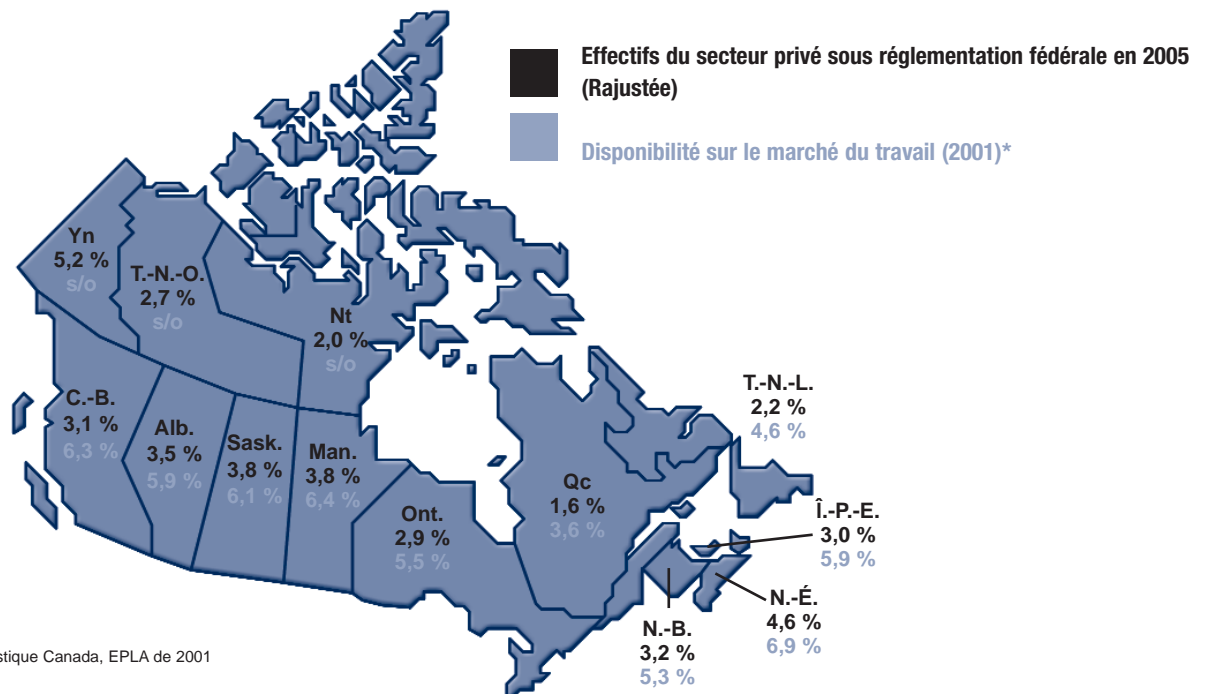 Effectifs du secteur privé sous réglementation fédérale en 2005
(Rajustée)
Disponibilité sur le marché du travail (2001)*
Yn
5,2 %
s/o
T.-N.-O.
2,7 %
s/o
Nt
2,0 %
s/o
C.-B.
3,1 %
6,3 %
Alb.
3,5 %
5,9 %
Sask.
3,8 %
6,1 %
Man.
3,8 %
6,4 %
Ont.
2,9 %
5,5 %
Qc
1,6 %
3,6 %
T.-N.-L.
2,2 %
4,6 %
Î.-P.-E.
3,0 %
5,9 %
N.-É.
4,6 %
6,9 %
N.-B.
3,2 %
5,3 %
stique Canada, EPLA de 2001